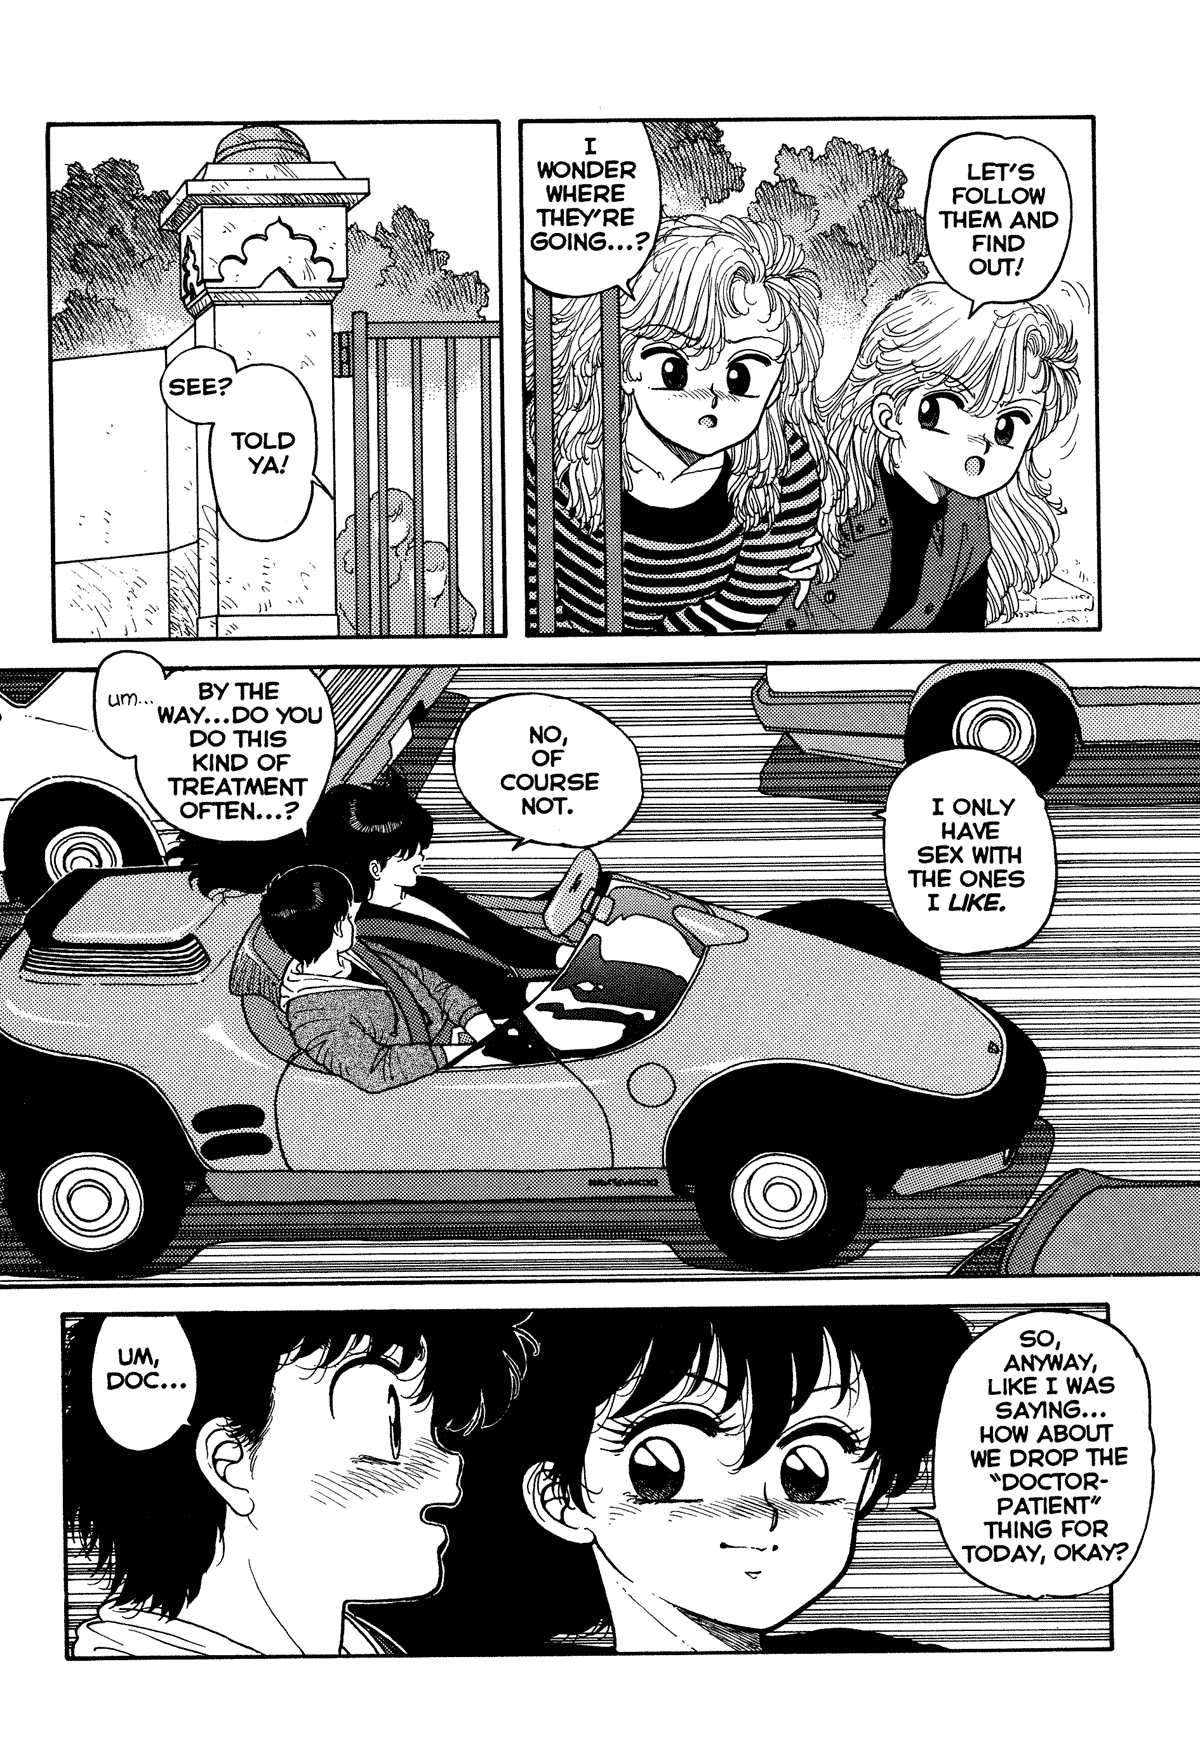 SEE?
TOLD
YA!
I
WONDER
WHERE
THEY'RE
GOING...?
LET'S
FOLLOW
THEM AND
FIND
OUT!
um...
BY THE
WAY...DO YOU
DO THIS
KIND OF
TREATMENT
OFTEN...?
NO,
OF
COURSE
NOT.
I ONLY
HAVE
SEX WITH
THE ONES
I LIKE.
UM,
DOC...
SO,
ANYWAY,
LIKE I WAS
SAYING...
HOW ABOUT
WE DROP THE
"DOCTOR-
PATIENT"
THING FOR
TODAY, OKAY?